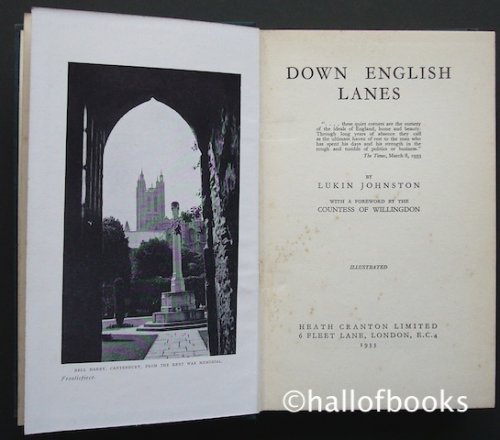 BELL HARRY, CANTERBURY, FROM THE KENT WAR MEMORIAL.
Frontispiece.
DOWN ENGLISH
LANES
". . . . these quiet corners are the nursery
of the ideals of England, home and beauty.
Through long years of absence they call
as the ultimate haven of rest to the man who
has spent his days and his strength in the
rough and tumble of politics or business."
The Times, March 8, 1933
BY
LUKIN JOHNSTON
WITH A FOREWORD BY THE
COUNTESS OF WILLINGDON
ILLUSTRATED
HEATH CRANTON LIMITED
6 FLEET LANE, LONDON, E.C.4
1933
©hallofbooks